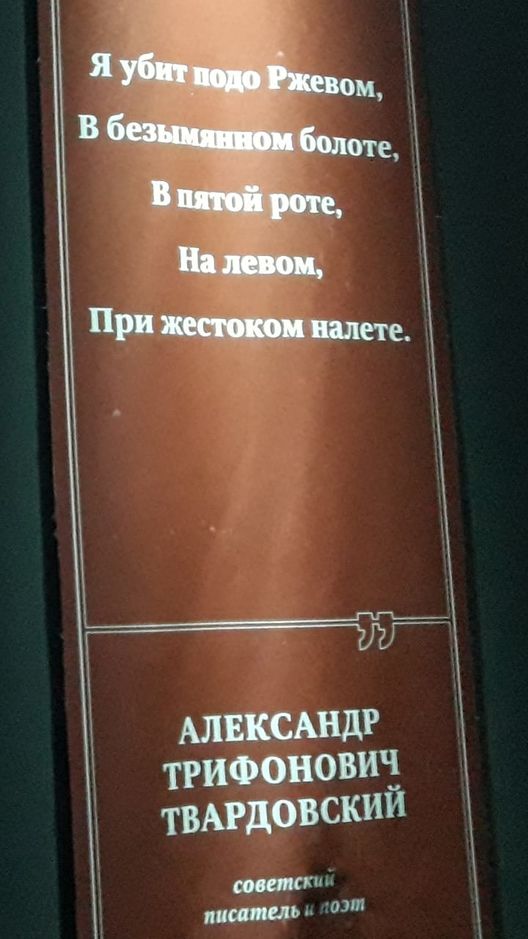 Я убит подо Ржевом,
В безымянном болоте,
В пятой роте,
На левом,
При жестоком налете.
”
АЛЕКСАНДР
ТРИФОНОВИЧ
ТВАРДОВСКИЙ
советский
писатель и поэт